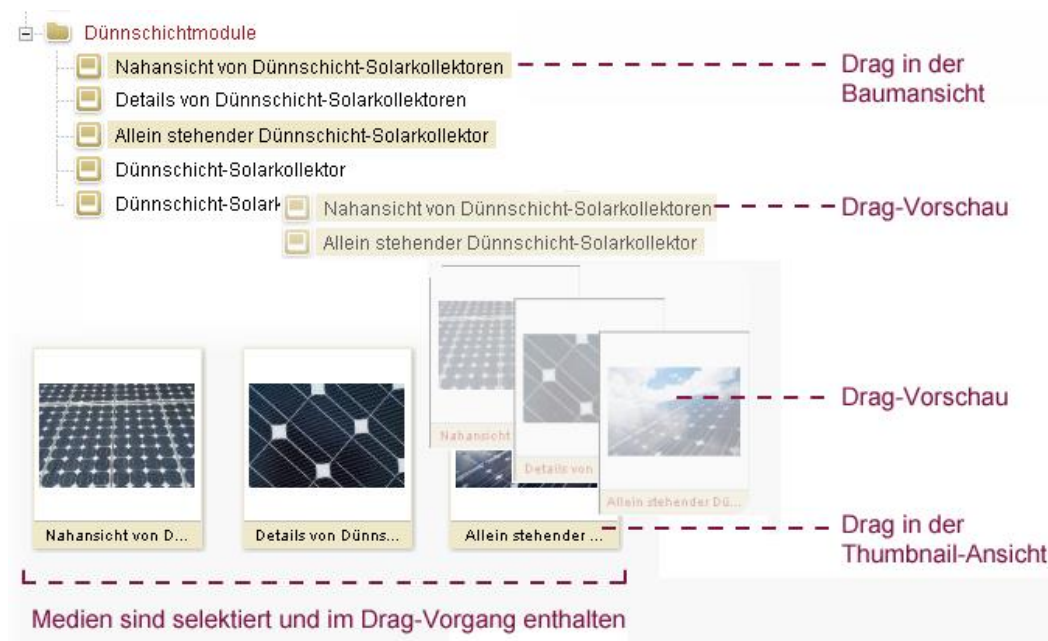 Dünnschichtmodule
Nahansicht von Dünnschicht-Solarkollektoren
Drag in der
Baumansicht
Details von Dünnschicht-Solarkollektoren
Allein stehender Dünnschicht-Solarkollektor
Dünnschicht-Solarkollektor
Dünnschicht-Solark
Nahansicht von Dünnschicht-Solarkollektoren
Drag-Vorschau
Allein stehender Dünnschicht-Solarkollektor
Drag-Vorschau
Nahansicht
Details von
Allein stehender Dü...
Nahansicht von D...
Details von Dünns...
Allein stehender ...
Drag in der
Thumbnail-Ansicht
Medien sind selektiert und im Drag-Vorgang enthalten